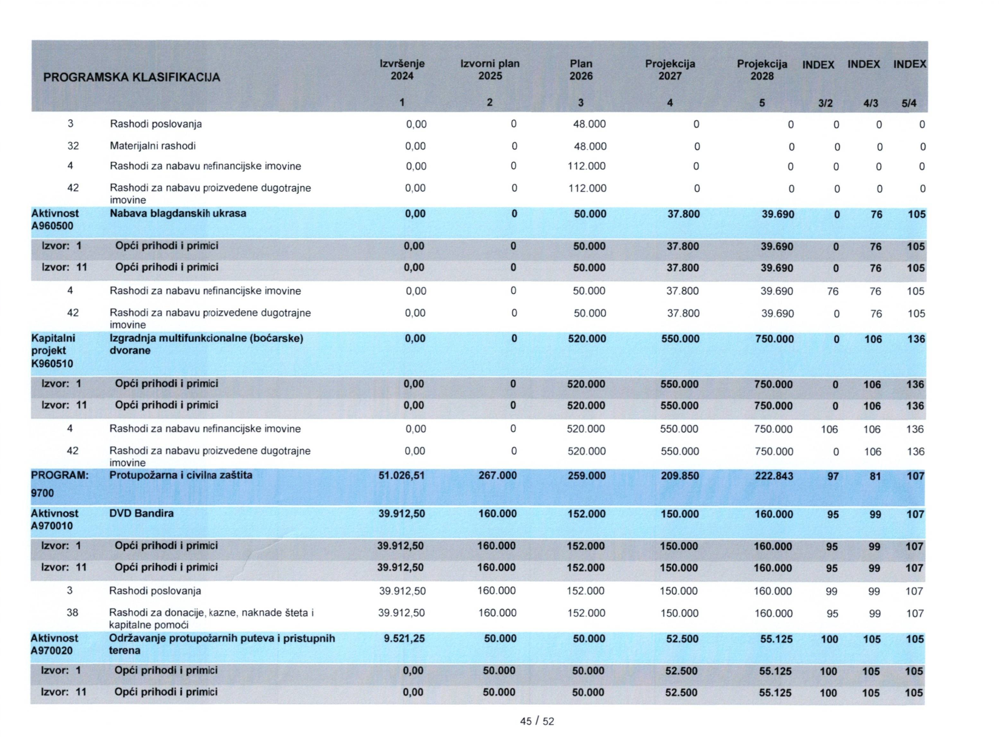 PROGRAMSKA KLASIFIKACIJA Izvršenje 2024 Izvorni plan 2025 Plan 2026 Projekcija 2027 Projekcija 2028 INDEX INDEX INDEX
1 2 3 4 5 3/2 4/3 5/4
3 Rashodi poslovanja 0,00 0 48.000 0 0 0 0 0
32 Materijalni rashodi 0,00 0 48.000 0 0 0 0 0
4 Rashodi za nabavu nefinancijske imovine 0,00 0 112.000 0 0 0 0 0
42 Rashodi za nabavu proizvedene dugotrajne 0,00 0 112.000 0 0 0 0 0
imovine
Aktivnost Nabava blagdanskih ukrasa 0,00 0 50.000 37.800 39.690 0 76 105
A960500
Izvor: 1 Opći prihodi i primici 0,00 0 50.000 37.800 39.690 0 76 105
Izvor: 11 Opći prihodi i primici 0,00 0 50.000 37.800 39.690 0 76 105
4 Rashodi za nabavu nefinancijske imovine 0,00 0 50.000 37.800 39.690 76 76 105
42 Rashodi za nabavu proizvedene dugotrajne 0,00 0 50.000 37.800 39.690 0 76 105
imovine
Kapitalni Izgradnja multifunkcionalne (boćarske) 0,00 0 520.000 550.000 750.000 0 106 136
projekt dvorane
K960510
Izvor: 1 Opći prihodi i primici 0,00 0 520.000 550.000 750.000 0 106 136
Izvor: 11 Opći prihodi i primici 0,00 0 520.000 550.000 750.000 0 106 136
4 Rashodi za nabavu nefinancijske imovine 0,00 0 520.000 550.000 750.000 106 106 136
42 Rashodi za nabavu proizvedene dugotrajne 0,00 0 520.000 550.000 750.000 0 106 136
imovine
PROGRAM: Protupožarna i civilna zaštita 51.026,51 267.000 259.000 209.850 222.843 97 81 107
9700
Aktivnost DVD Bandira 39.912,50 160.000 152.000 150.000 160.000 95 99 107
A970010
Izvor: 1 Opći prihodi i primici 39.912,50 160.000 152.000 150.000 160.000 95 99 107
Izvor: 11 Opći prihodi i primici 39.912,50 160.000 152.000 150.000 160.000 95 99 107
3 Rashodi poslovanja 39.912,50 160.000 152.000 150.000 160.000 99 99 107
38 Rashodi za donacije, kazne, naknade šteta i 39.912,50 160.000 152.000 150.000 160.000 95 99 107
kapitalne pomoći
Aktivnost Održavanje protupožarnih puteva i pristupnih 9.521,25 50.000 50.000 52.500 55.125 100 105 105
A970020 terena
Izvor: 1 Opći prihodi i primici 0,00 50.000 50.000 52.500 55.125 100 105 105
Izvor: 11 Opći prihodi i primici 0,00 50.000 50.000 52.500 55.125 100 105 105
45 / 52